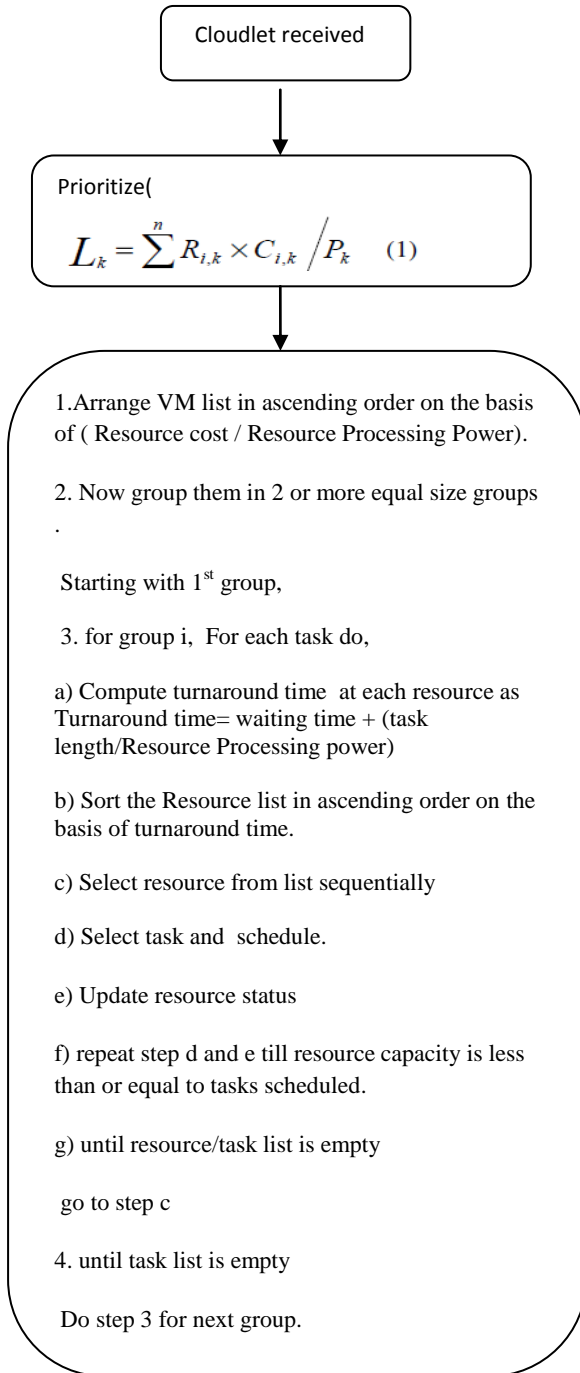 Cloudlet received
Prioritize(
L_k = \sum^{n} R_{i,k} × C_{i,k} / P_k (1)
1.Arrange VM list in ascending order on the basis
of ( Resource cost / Resource Processing Power).
2. Now group them in 2 or more equal size groups
.
Starting with 1st group,
3. for group i, For each task do,
a) Compute turnaround time at each resource as
Turnaround time= waiting time + (task
length/Resource Processing power)
b) Sort the Resource list in ascending order on the
basis of turnaround time.
c) Select resource from list sequentially
d) Select task and schedule.
e) Update resource status
f) repeat step d and e till resource capacity is less
than or equal to tasks scheduled.
g) until resource/task list is empty
go to step c
4. until task list is empty
Do step 3 for next group.